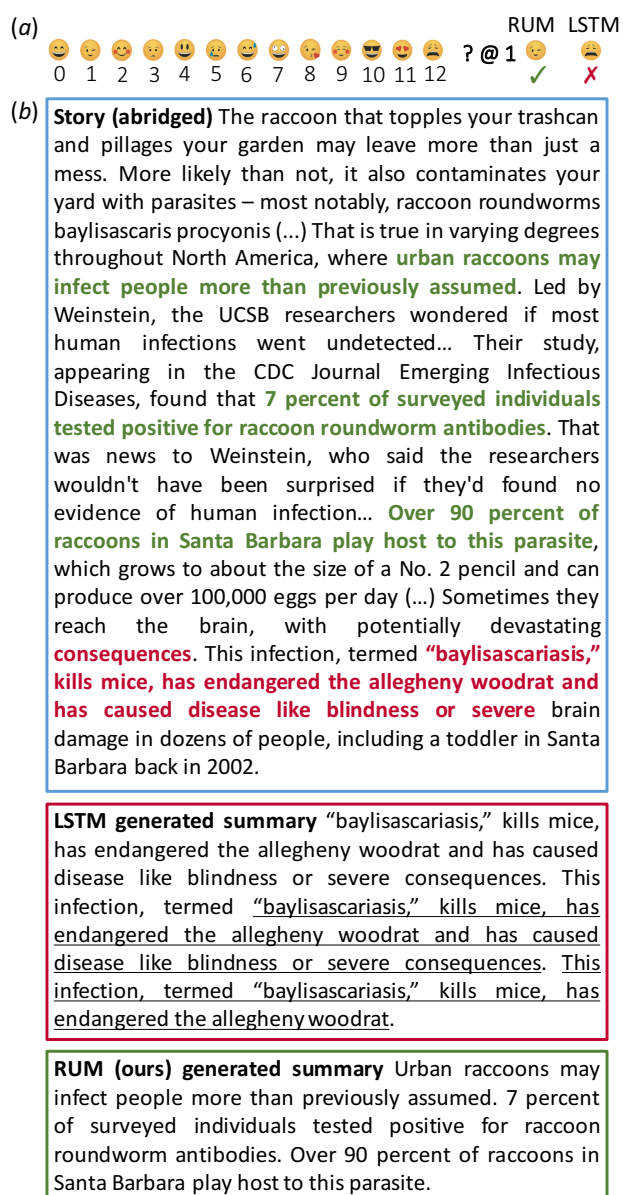 (a) RUM LSTM
😄 😉 😊 😠 😃 😢 😅 🤪 😘 ☺️ 😎 😍 😩 ? @ 1 😉 😩
0 1 2 3 4 5 6 7 8 9 10 11 12 ✓ ✗
(b) Story (abridged) The raccoon that topples your trashcan
and pillages your garden may leave more than just a
mess. More likely than not, it also contaminates your
yard with parasites – most notably, raccoon roundworms
baylisascaris procyonis (...) That is true in varying degrees
throughout North America, where urban raccoons may
infect people more than previously assumed. Led by
Weinstein, the UCSB researchers wondered if most
human infections went undetected... Their study,
appearing in the CDC Journal Emerging Infectious
Diseases, found that 7 percent of surveyed individuals
tested positive for raccoon roundworm antibodies. That
was news to Weinstein, who said the researchers
wouldn't have been surprised if they'd found no
evidence of human infection... Over 90 percent of
raccoons in Santa Barbara play host to this parasite,
which grows to about the size of a No. 2 pencil and can
produce over 100,000 eggs per day (...) Sometimes they
reach the brain, with potentially devastating
consequences. This infection, termed “baylisascariasis,”
kills mice, has endangered the allegheny woodrat and
has caused disease like blindness or severe brain
damage in dozens of people, including a toddler in Santa
Barbara back in 2002.
LSTM generated summary “baylisascariasis,” kills mice,
has endangered the allegheny woodrat and has caused
disease like blindness or severe consequences. This
infection, termed “baylisascariasis,” kills mice, has
endangered the allegheny woodrat and has caused
disease like blindness or severe consequences. This
infection, termed “baylisascariasis,” kills mice, has
endangered the allegheny woodrat.
RUM (ours) generated summary Urban raccoons may
infect people more than previously assumed. 7 percent
of surveyed individuals tested positive for raccoon
roundworm antibodies. Over 90 percent of raccoons in
Santa Barbara play host to this parasite.